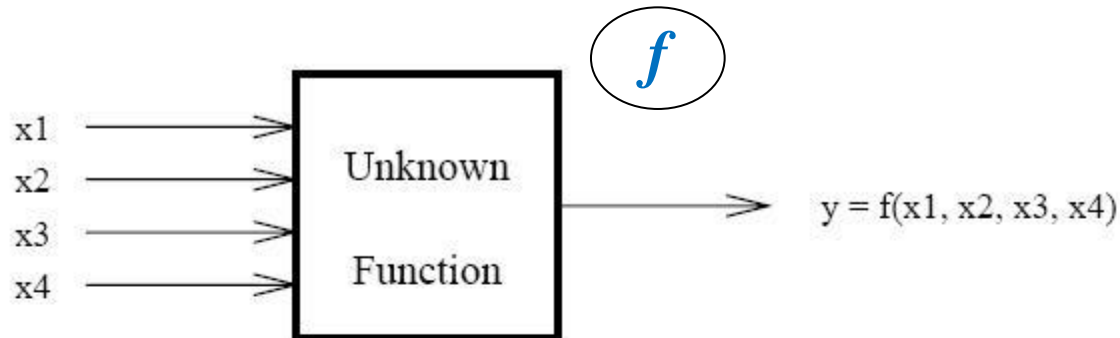 f
x1
x2
x3
x4
Unknown
Function
y = f(x1, x2, x3, x4)